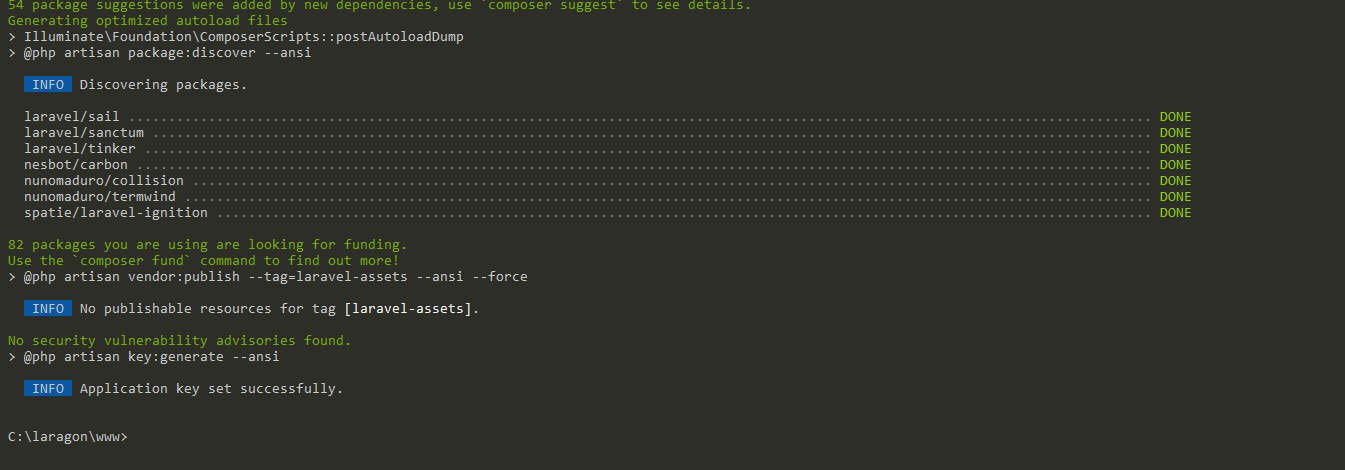 54 package suggestions were added by new dependencies, use `composer suggest` to see details.
Generating optimized autoload files
> Illuminate\Foundation\ComposerScripts::postAutoloadDump
> @php artisan package:discover --ansi
INFO Discovering packages.
laravel/sail ................................................................................................................................ DONE
laravel/sanctum ............................................................................................................................. DONE
laravel/tinker .............................................................................................................................. DONE
nesbot/carbon ............................................................................................................................... DONE
nunomaduro/collision ........................................................................................................................ DONE
nunomaduro/termwind ......................................................................................................................... DONE
spatie/laravel-ignition ..................................................................................................................... DONE
82 packages you are using are looking for funding.
Use the `composer fund` command to find out more!
> @php artisan vendor:publish --tag=laravel-assets --ansi --force
INFO No publishable resources for tag [laravel-assets].
No security vulnerability advisories found.
> @php artisan key:generate --ansi
INFO Application key set successfully.
C:\laragon\www>